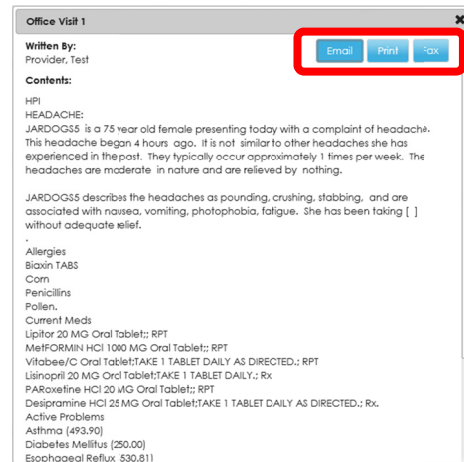 Office Visit 1
Written By:
Provider, Test
Email Print Fax
Contents:
HPI
HEADACHE:
JARDOGS5 is a 75 year old female presenting today with a complaint of headache.
This headache began 4 hours ago. It is not similar to other headaches she has
experienced in the past. They typically occur approximately 1 times per week. The
headaches are moderate in nature and are relieved by nothing.
JARDOGS5 describes the headaches as pounding, crushing, stabbing, and are
associated with nausea, vomiting, photophobia, fatigue. She has been taking [ ]
without adequate relief.
.
Allergies
Biaxin TABS
Corn
Penicillins
Pollen.
Current Meds
Lipitor 20 MG Oral Tablet;; RPT
MetFORMIN HCl 1000 MG Oral Tablet;; RPT
Vitabee/C Oral Tablet;TAKE 1 TABLET DAILY AS DIRECTED.; RPT
Lisinopril 20 MG Oral Tablet;TAKE 1 TABLET DAILY.; Rx
PARoxetine HCl 20 MG Oral Tablet;; RPT
Desipramine HCl 25 MG Oral Tablet;TAKE 1 TABLET DAILY AS DIRECTED.; Rx.
Active Problems
Asthma (493.90)
Diabetes Mellitus (250.00)
Esophageal Reflux 530.81)